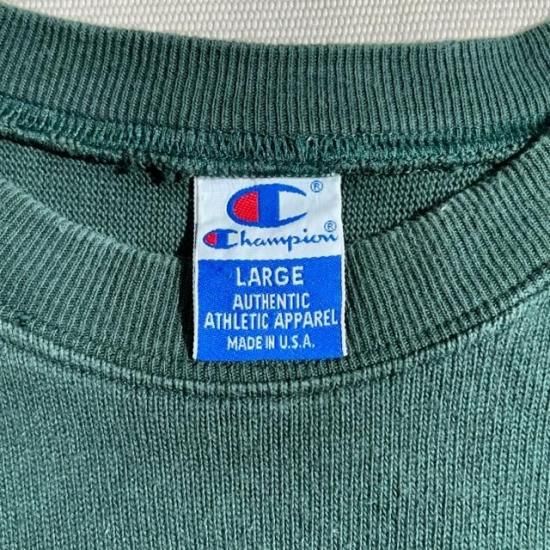 ®
Champion®
LARGE
AUTHENTIC
ATHLETIC APPAREL
MADE IN U.S.A.